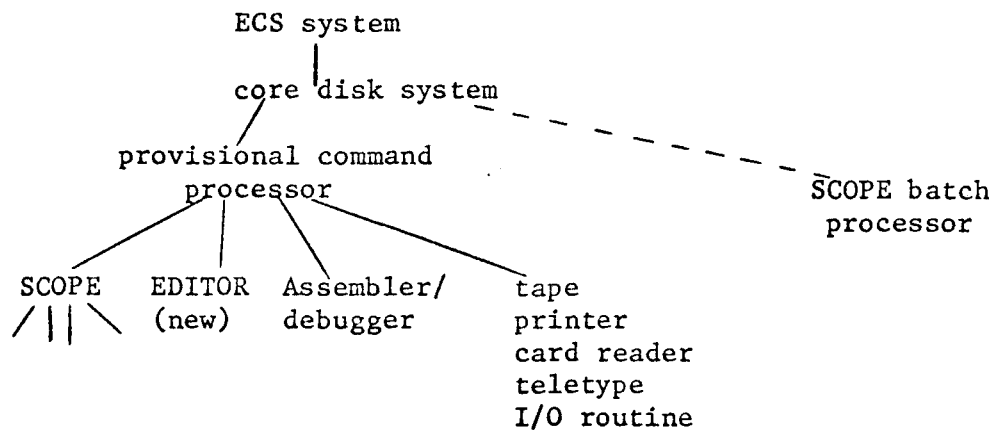 ECS system
core disk system
provisional command
processor
SCOPE batch
processor
SCOPE
EDITOR
(new)
Assembler/
debugger
tape
printer
card reader
teletype
I/O routine